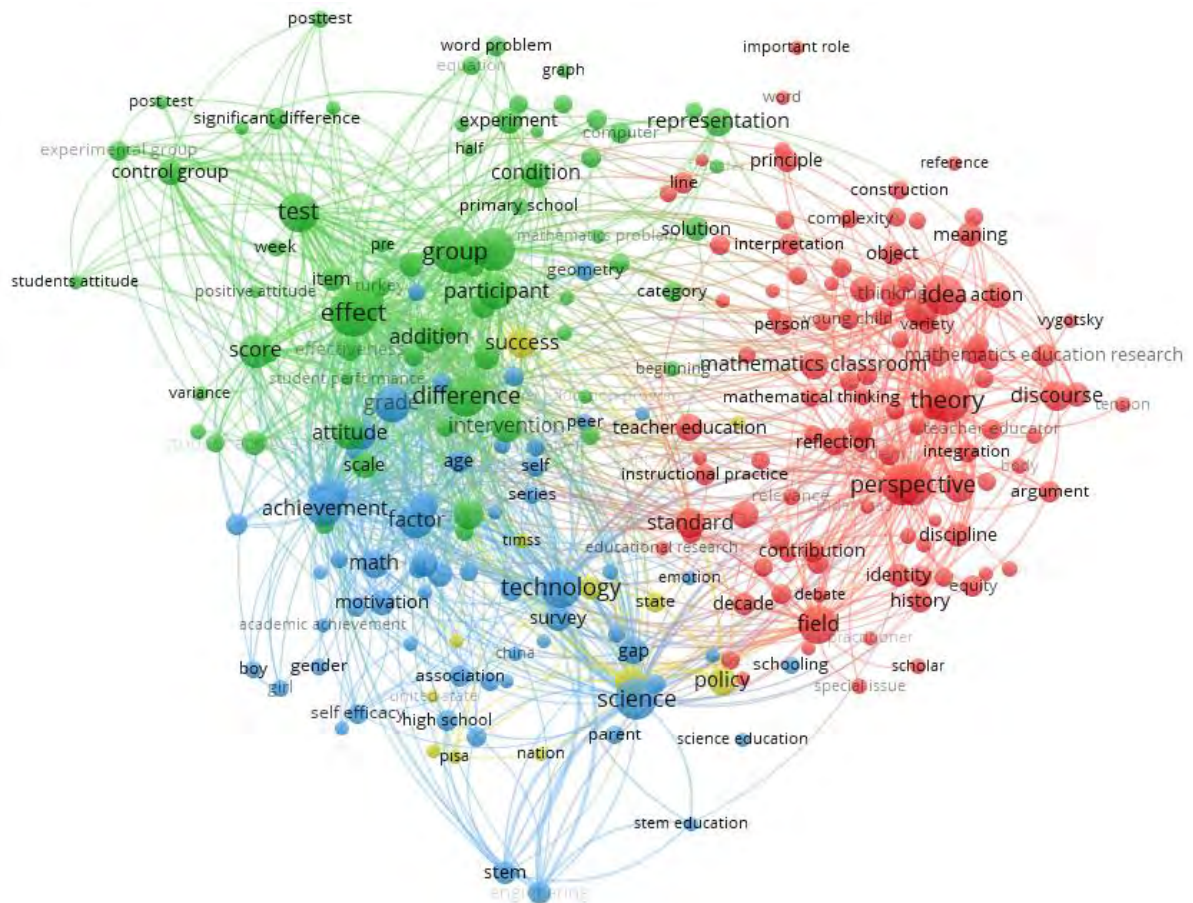 posttest
word problem
important role
equation
graph
word
post test
significant difference
experiment
representation
computer
experimental group
half
principle
reference
control group
condition
line
construction
test
primary school
complexity
meaning
week
pre
group
mathematics problem
solution
interpretation
object
students attitude
item
geometry
positive attitude
turkey
participant
category
thinking
idea
action
effect
person
young child
variety
vygotsky
score
addition
success
effectiveness
mathematics classroom
mathematics education research
beginning
student performance
variance
grade
difference
mathematical thinking
theory
discourse
tension
attitude
intervention
peer
teacher education
teacher educator
reflection
integration
scale
age
self
instructional practice
body
series
relevance
perspective
argument
achievement
factor
standard
timss
educational research
contribution
discipline
math
emotion
identity
equity
technology
motivation
state
decade
debate
history
survey
field
academic achievement
practitioner
china
gap
boy
gender
association
schooling
scholar
girl
policy
special issue
united state
science
self efficacy
high school
parent
science education
pisa
nation
stem education
stem
engineering